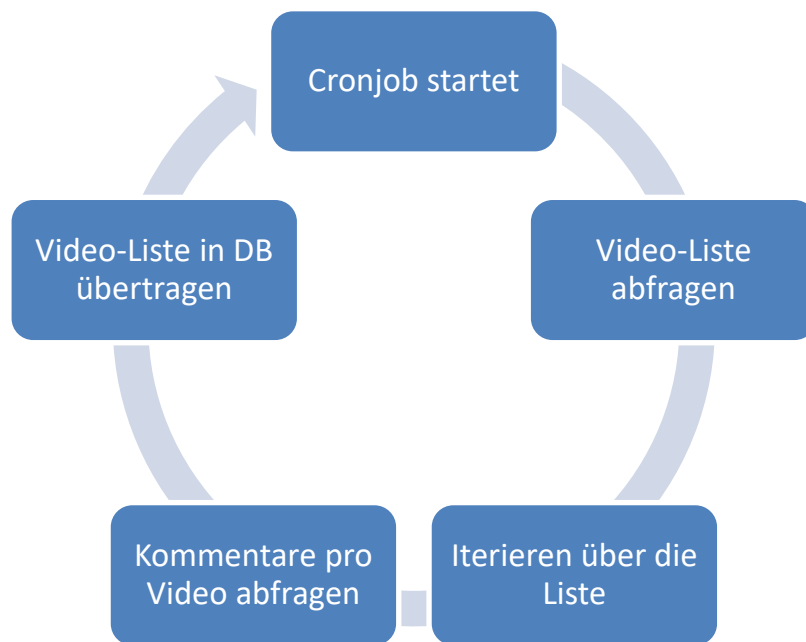 Cronjob startet
Video-Liste
abfragen
Iterieren über die
Liste
Kommentare pro
Video abfragen
Video-Liste in DB
übertragen